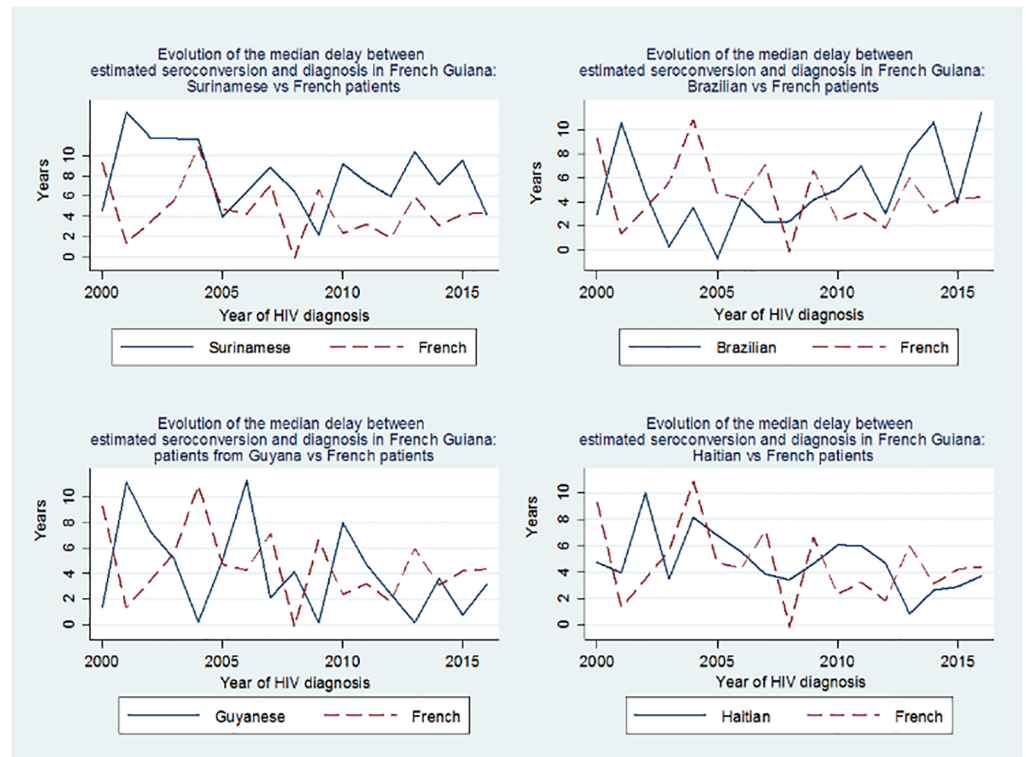 Evolution of the median delay between
estimated seroconversion and diagnosis in French Guiana:
Surinamese vs French patients
Years
10
8
6
4
2
0
2000 2005 2010 2015
Year of HIV diagnosis
Surinamese French
Evolution of the median delay between
estimated seroconversion and diagnosis in French Guiana:
Brazilian vs French patients
Years
10
8
6
4
2
0
2000 2005 2010 2015
Year of HIV diagnosis
Brazilian French
Evolution of the median delay between
estimated seroconversion and diagnosis in French Guiana:
patients from Guyana vs French patients
Years
10
8
6
4
2
0
2000 2005 2010 2015
Year of HIV diagnosis
Guyanese French
Evolution of the median delay between
estimated seroconversion and diagnosis in French Guiana:
Haitian vs French patients
Years
10
8
6
4
2
0
2000 2005 2010 2015
Year of HIV diagnosis
Haitian French